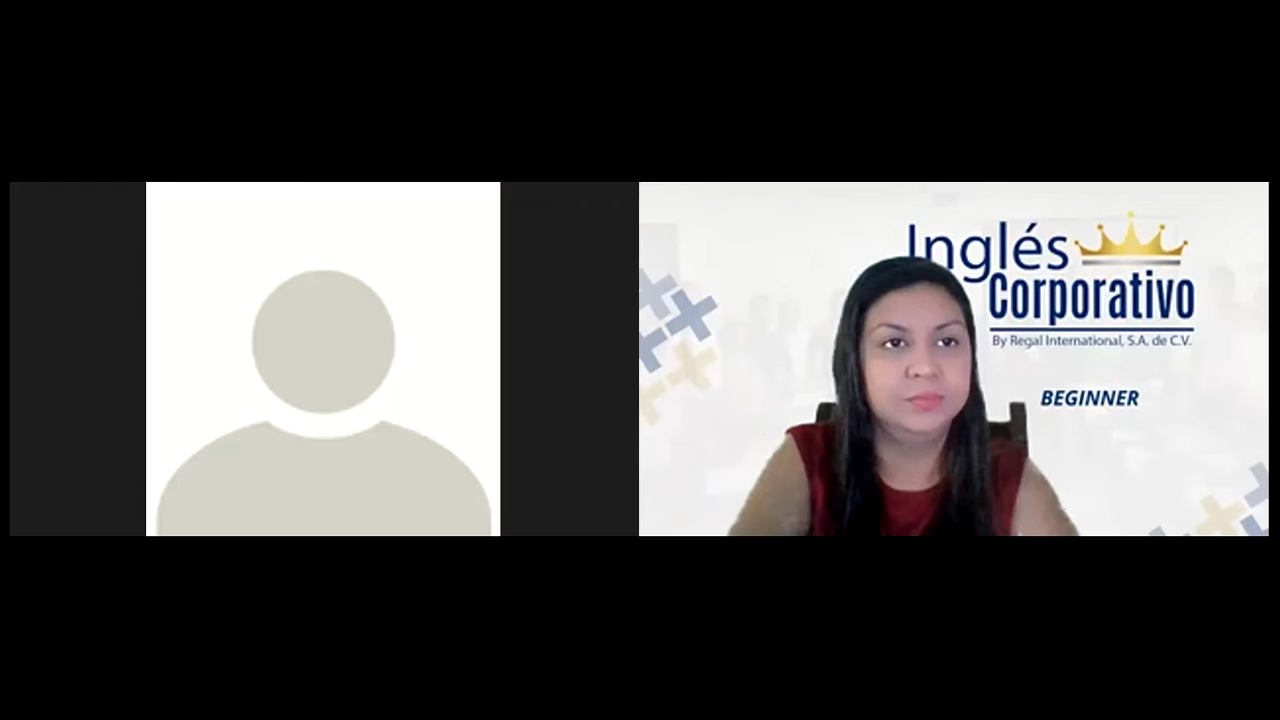 Inglés
Corporativo
By Regal International, S.A. de C.V.
BEGINNER